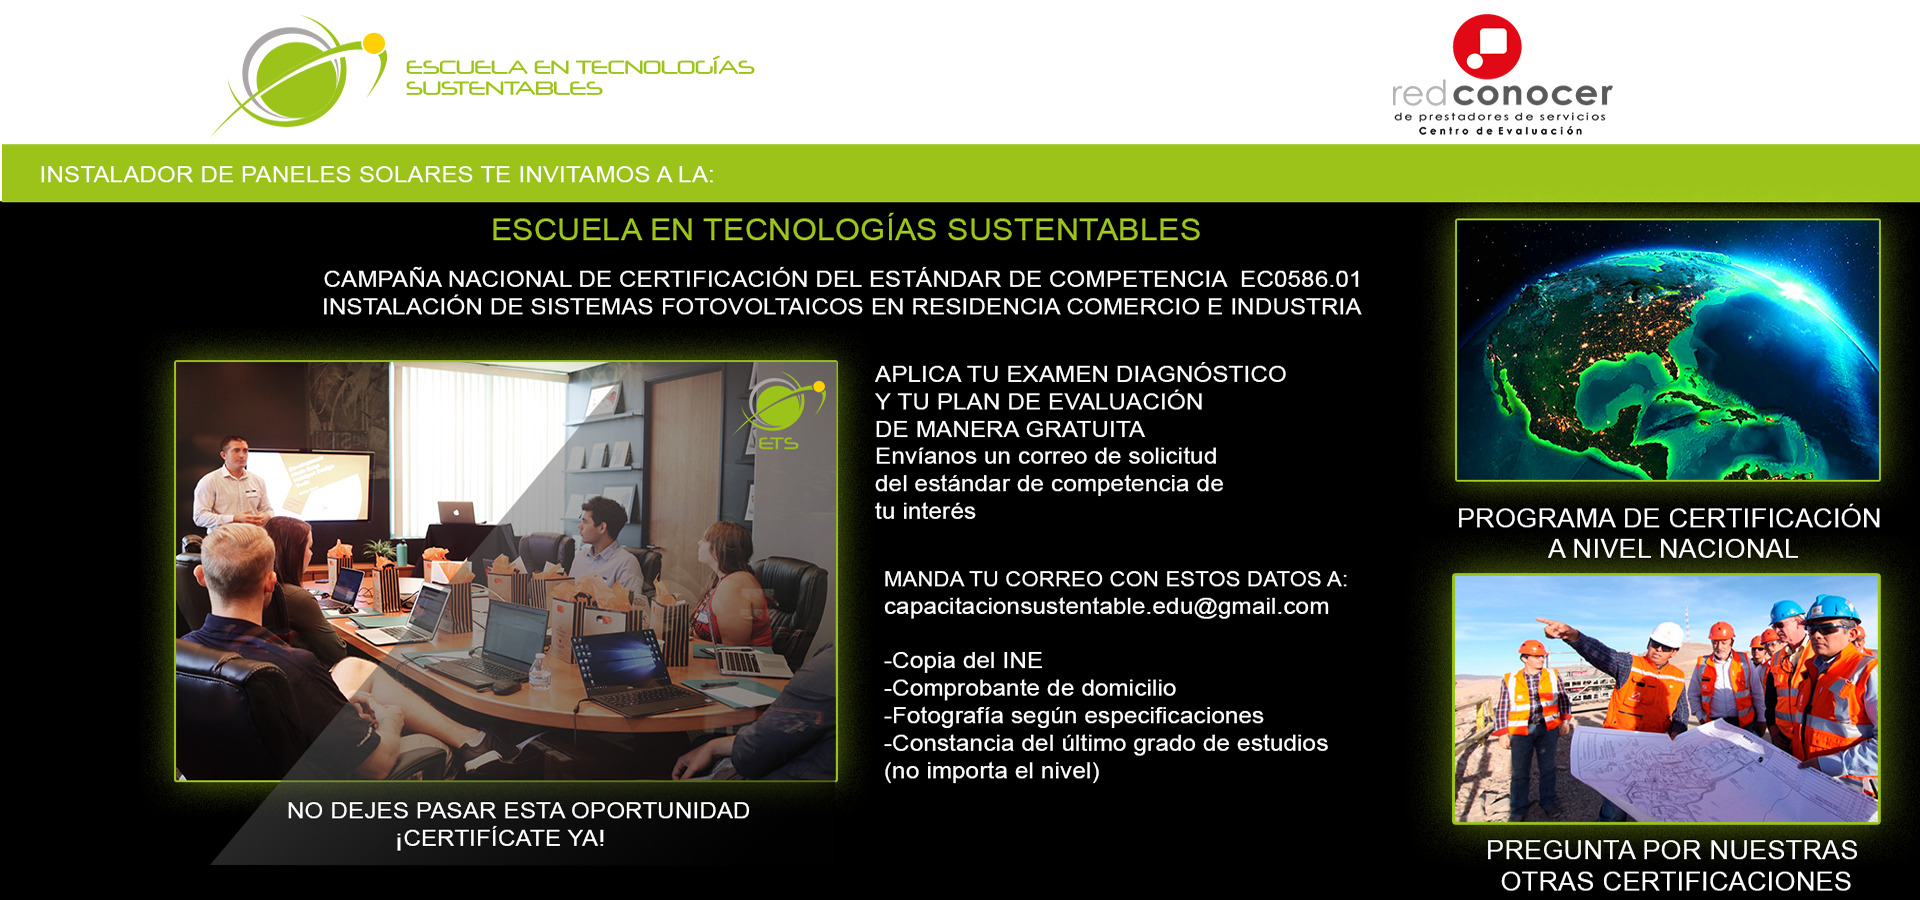 ESCUELA EN TECNOLOGÍAS
SUSTENTABLES
red conocer
de prestadores de servicios
Centro de Evaluación
INSTALADOR DE PANELES SOLARES TE INVITAMOS A LA:
ESCUELA EN TECNOLOGÍAS SUSTENTABLES
CAMPAÑA NACIONAL DE CERTIFICACIÓN DEL ESTÁNDAR DE COMPETENCIA EC0586.01
INSTALACIÓN DE SISTEMAS FOTOVOLTAICOS EN RESIDENCIA COMERCIO E INDUSTRIA
ETS
NO DEJES PASAR ESTA OPORTUNIDAD
¡CERTIFÍCATE YA!
APLICA TU EXAMEN DIAGNÓSTICO
Y TU PLAN DE EVALUACIÓN
DE MANERA GRATUITA
Envíanos un correo de solicitud
del estándar de competencia de
tu interés
MANDA TU CORREO CON ESTOS DATOS A:
capacitacionsustentable.edu@gmail.com
-Copia del INE
-Comprobante de domicilio
-Fotografía según especificaciones
-Constancia del último grado de estudios
(no importa el nivel)
PROGRAMA DE CERTIFICACIÓN
A NIVEL NACIONAL
PREGUNTA POR NUESTRAS
OTRAS CERTIFICACIONES